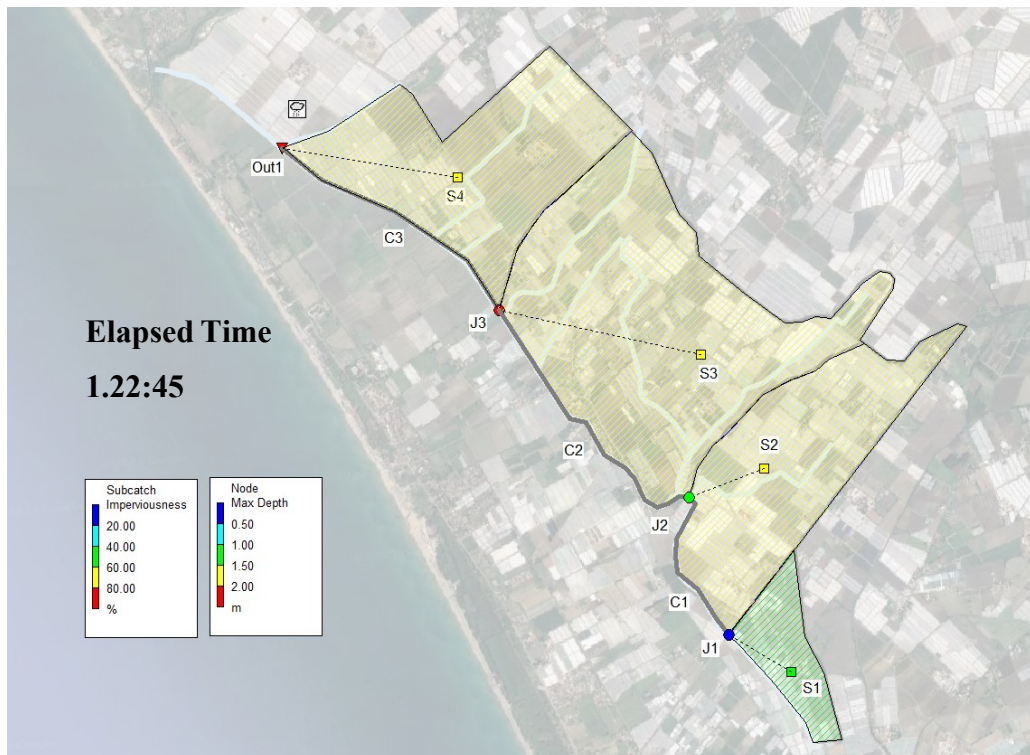 Out1
S4
C3
J3
S3
Elapsed Time
1.22:45
C2
S2
J2
C1
J1
S1
Subcatch
Imperviousness
20.00
40.00
60.00
80.00
%
Node
Max Depth
0.50
1.00
1.50
2.00
m